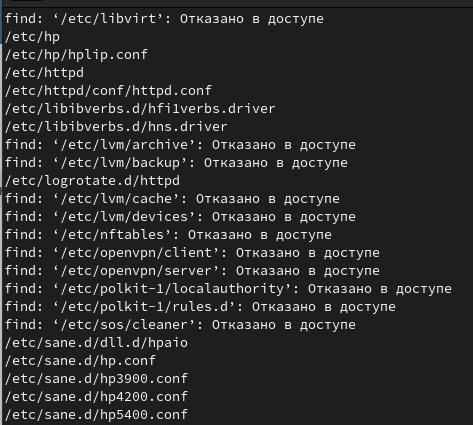 find: ‘/etc/libvirt’: Отказано в доступе
/etc/hp
/etc/hp/hplip.conf
/etc/httpd
/etc/httpd/conf/httpd.conf
/etc/libibverbs.d/hfi1verbs.driver
/etc/libibverbs.d/hns.driver
find: ‘/etc/lvm/archive’: Отказано в доступе
find: ‘/etc/lvm/backup’: Отказано в доступе
/etc/logrotate.d/httpd
find: ‘/etc/lvm/cache’: Отказано в доступе
find: ‘/etc/lvm/devices’: Отказано в доступе
find: ‘/etc/nftables’: Отказано в доступе
find: ‘/etc/openvpn/client’: Отказано в доступе
find: ‘/etc/openvpn/server’: Отказано в доступе
find: ‘/etc/polkit-1/localauthority’: Отказано в доступе
find: ‘/etc/polkit-1/rules.d’: Отказано в доступе
find: ‘/etc/sos/cleaner’: Отказано в доступе
/etc/sane.d/dll.d/hpaio
/etc/sane.d/hp.conf
/etc/sane.d/hp3900.conf
/etc/sane.d/hp4200.conf
/etc/sane.d/hp5400.conf